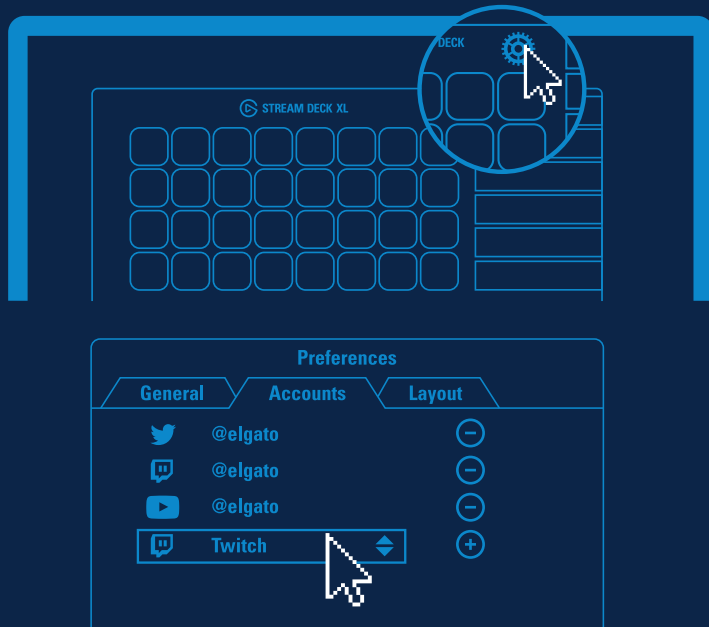 DECK
STREAM DECK XL
Preferences
General Accounts Layout
@elgato
@elgato
@elgato
Twitch